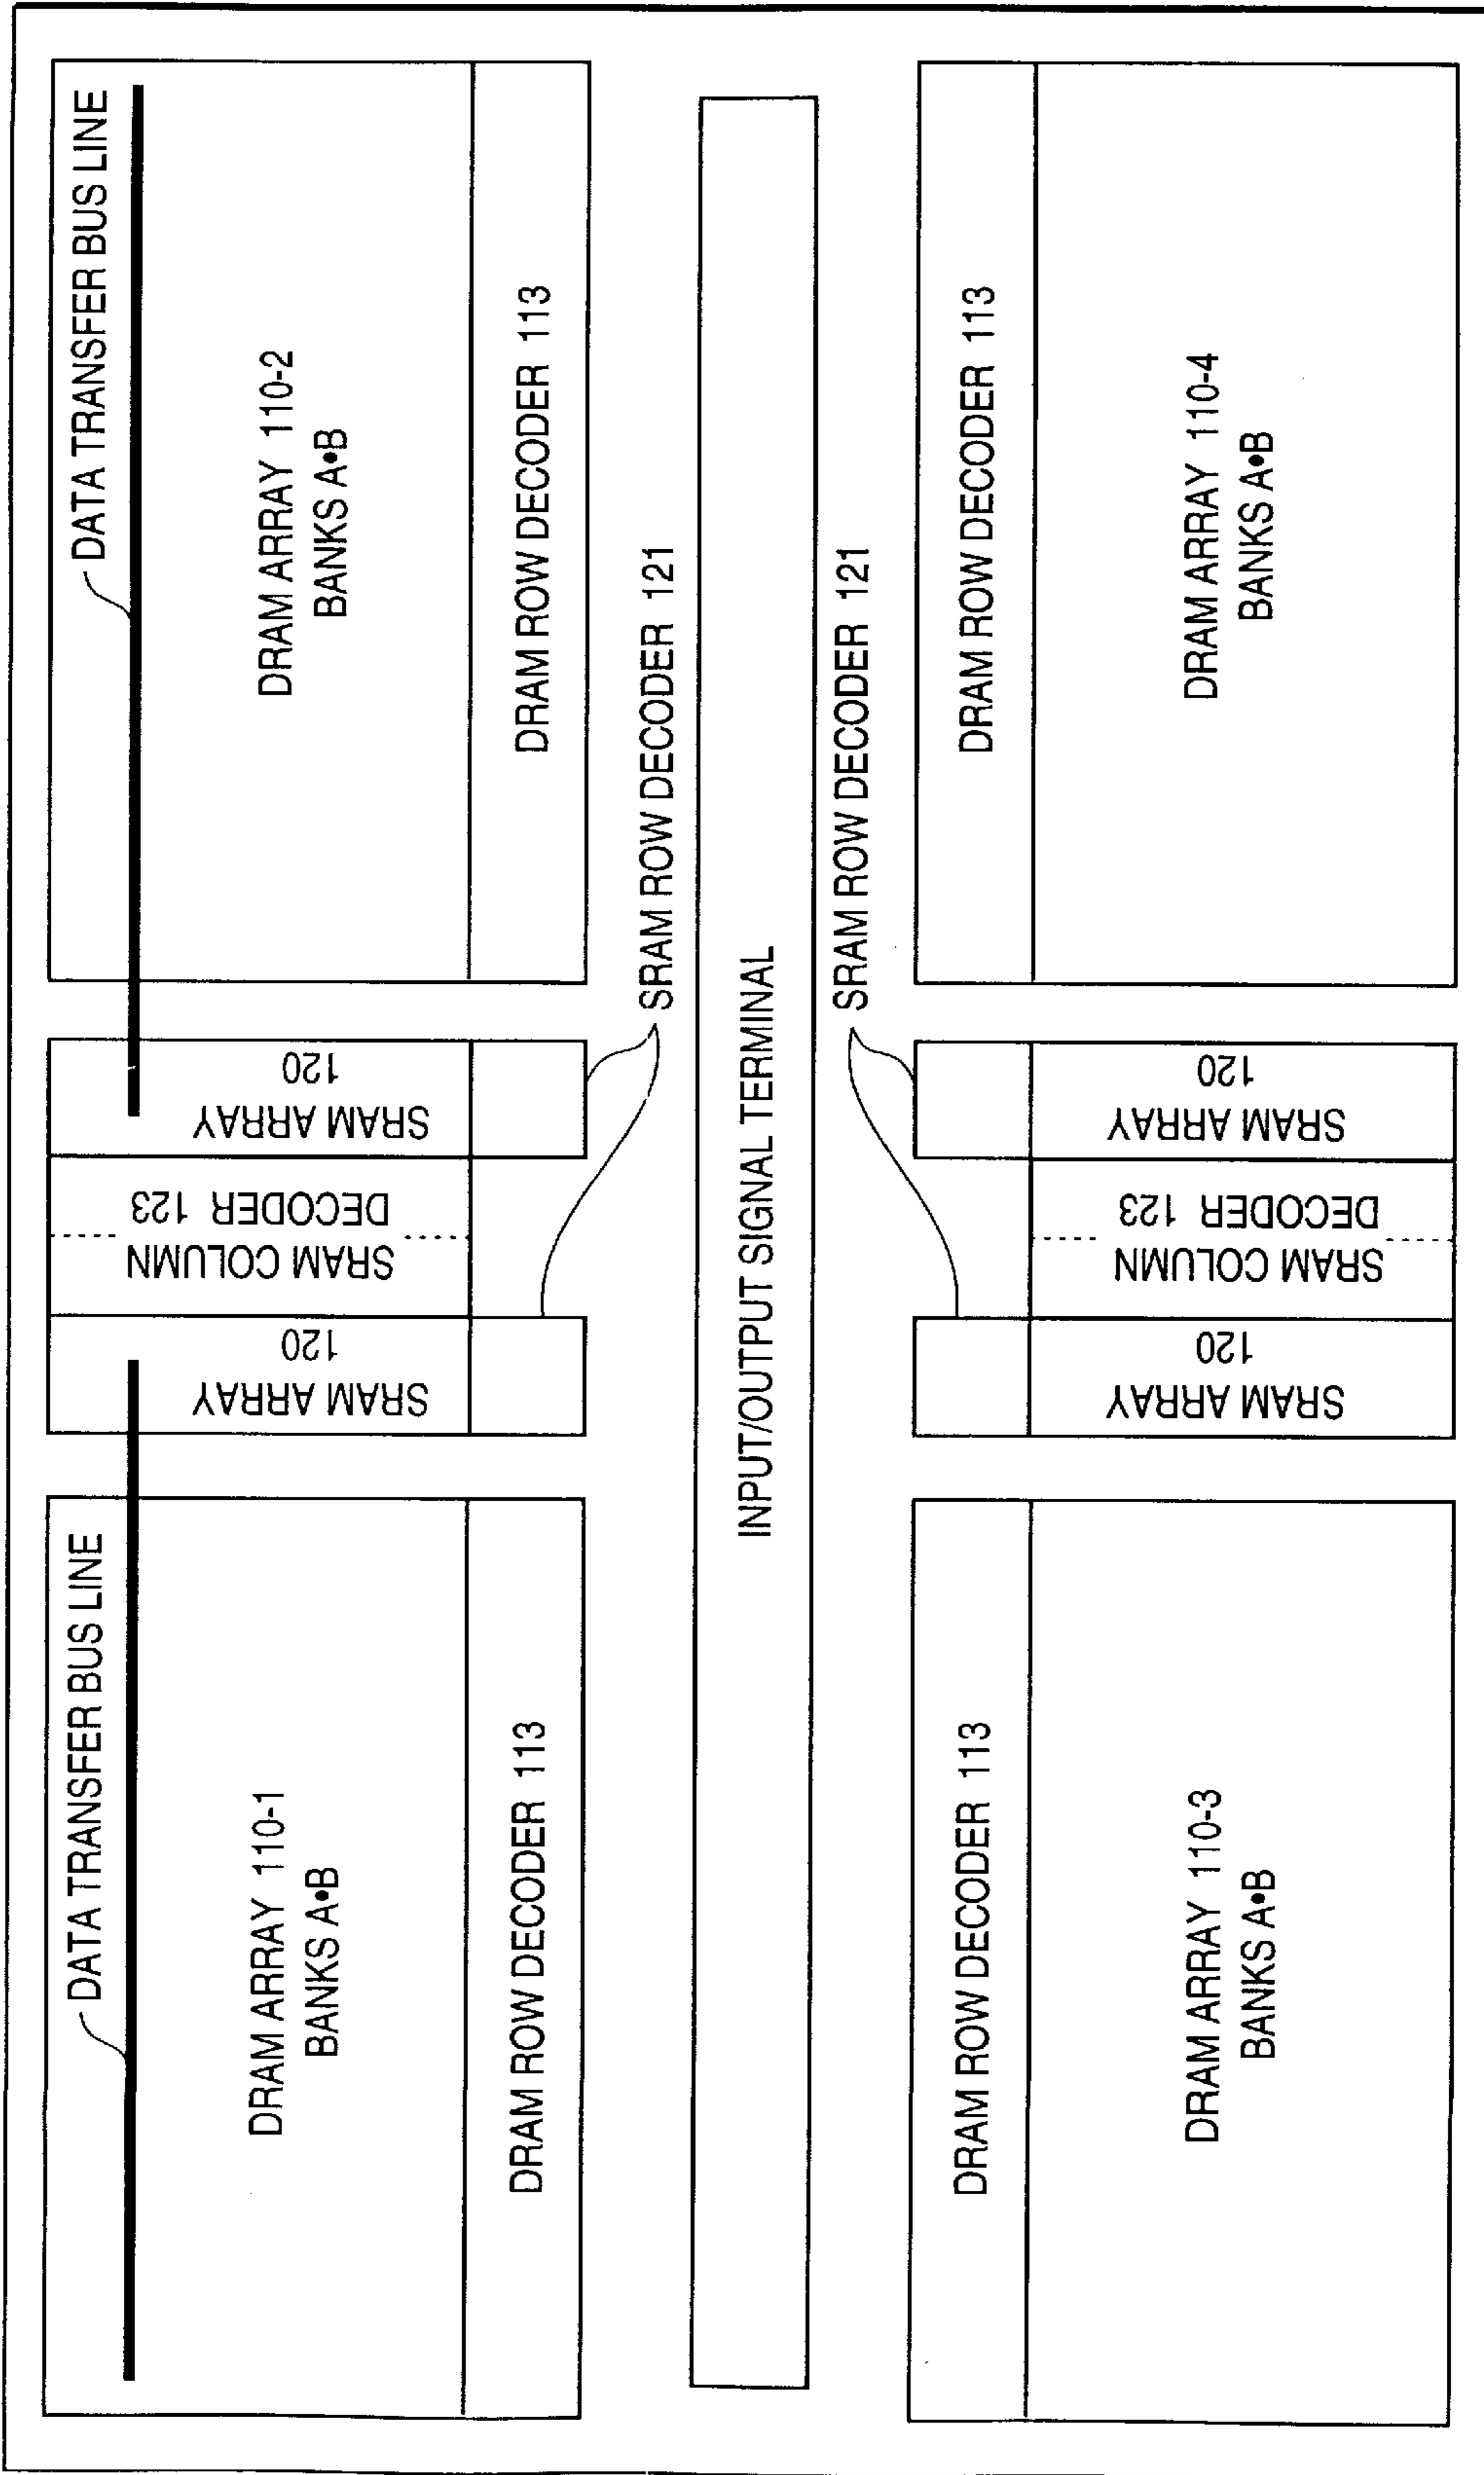 DATA TRANSFER BUS LINE
DRAM ARRAY 110-1
BANKS A•B
DRAM ROW DECODER 113
SRAM ARRAY
120
SRAM COLUMN
DECODER 123
SRAM ARRAY
120
DATA TRANSFER BUS LINE
DRAM ARRAY 110-2
BANKS A•B
DRAM ROW DECODER 113
SRAM ROW DECODER 121
INPUT/OUTPUT SIGNAL TERMINAL
SRAM ROW DECODER 121
DRAM ROW DECODER 113
DRAM ARRAY 110-3
BANKS A•B
SRAM ARRAY
120
SRAM COLUMN
DECODER 123
SRAM ARRAY
120
DRAM ROW DECODER 113
DRAM ARRAY 110-4
BANKS A•B